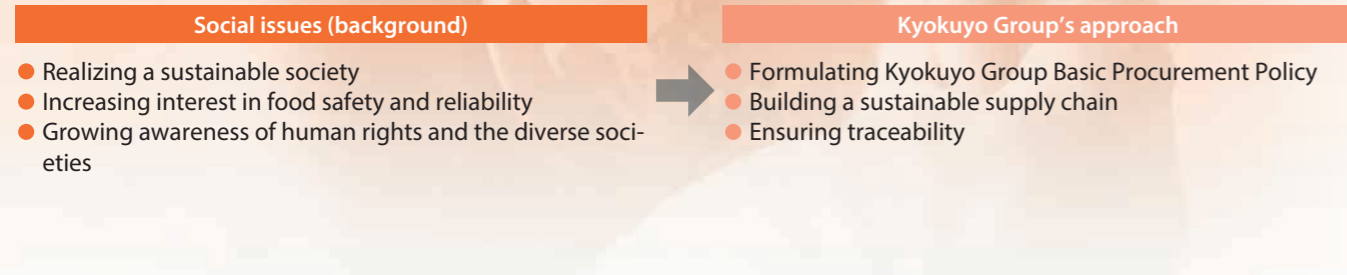 Social issues (background)
● Realizing a sustainable society
● Increasing interest in food safety and reliability
● Growing awareness of human rights and the diverse soci-
eties
Kyokuyo Group's approach
● Formulating Kyokuyo Group Basic Procurement Policy
● Building a sustainable supply chain
● Ensuring traceability